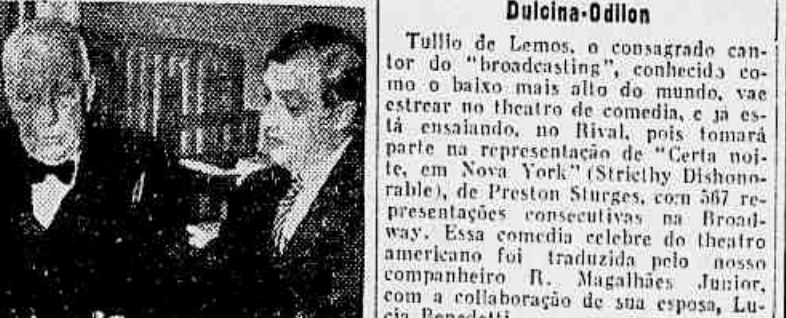 Dulcina-Odilon
Tullio de Lemos, o consagrado can-
tor do "broadcasting", conhecido co-
mo o baixo mais alto do mundo, vae
estrear no theatro de comedia, e já es-
tá ensaiando, no Rival, pois tomará
parte na representação de "Certa noi-
te, em Nova York" (Stricthy Dishono-
rable), de Preston Sturges, com 567 re-
presentações consecutivas na Broad-
way. Essa comedia celebre do theatro
americano foi traduzida pelo nosso
companheiro R. Magalhães Junior,
com a collaboração de sua esposa, Lu-
cia Benedetti.